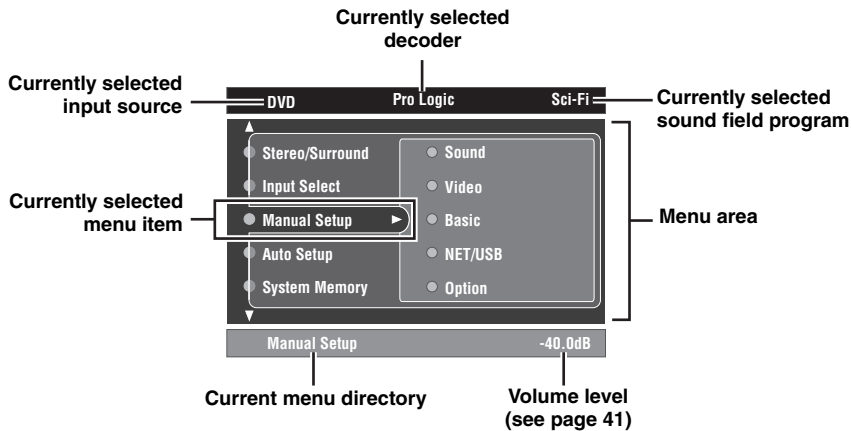 Currently selected
decoder
Currently selected
input source
DVD
Pro Logic
Sci-Fi
Currently selected
sound field program
Stereo/Surround
Input Select
Manual Setup
Auto Setup
System Memory
Sound
Video
Basic
NET/USB
Option
Currently selected
menu item
Menu area
Manual Setup
-40.0dB
Current menu directory
Volume level
(see page 41)